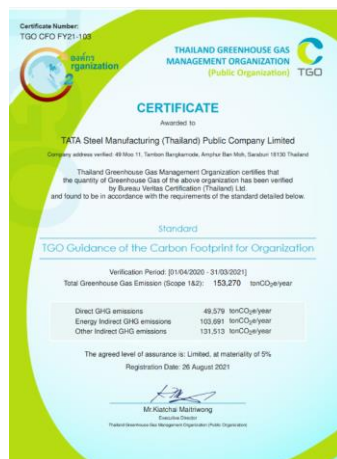 Certificate Number:
TGO CFO FY21-103
องค์กร
rganization
2
THAILAND GREENHOUSE GAS
MANAGEMENT ORGANIZATION
(Public Organization)
TGO
CERTIFICATE
Awarded to
TATA Steel Manufacturing (Thailand) Public Company Limited
Company address verified: 49 Moo 11, Tambon Bangkamode, Amphur Ban Moh, Saraburi 18130 Thailand
Thailand Greenhouse Gas Management Organization certifies that
the quantity of Greenhouse Gas of the above organization has been verified
by Bureau Veritas Certification (Thailand) Ltd.
and found to be in accordance with the requirements of the standard detailed below.
Standard
TGO Guidance of the Carbon Footprint for Organization
Verification Period: [01/04/2020 - 31/03/2021]
Total Greenhouse Gas Emission (Scope 1&2): 153,270 tonCO₂e/year
Direct GHG emissions 49,579 tonCO₂e/year
Energy Indirect GHG emissions 103,691 tonCO₂e/year
Other Indirect GHG emissions 131,513 tonCO₂e/year
The agreed level of assurance is: Limited, at materiality of 5%
Registration Date: 26 August 2021
Mr.Kiatchai Maitriwong
Executive Director
Thailand Greenhouse Gas Management Organization (Public Organization)